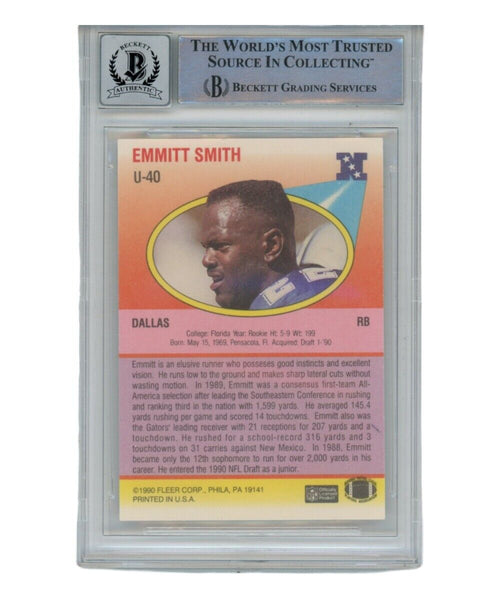 BECKETT
B
AUTHENTIC
THE WORLD'S MOST TRUSTED
SOURCE IN COLLECTING™
B BECKETT GRADING SERVICES
EMMITT SMITH
U-40
N
DALLAS RB
College: Florida Year: Rookie Ht: 5-9 Wt: 199
Born: May 15, 1969, Pensacola, Fl. Acquired: Draft 1-'90
Emmitt is an elusive runner who posseses good instincts and excellent
vision. He runs low to the ground and makes sharp lateral cuts without
wasting motion. In 1989, Emmitt was a consensus first-team All-
America selection after leading the Southeastern Conference in rushing
and ranking third in the nation with 1,599 yards. He averaged 145.4
yards rushing per game and scored 14 touchdowns. Emmitt also was
the Gators' leading receiver with 21 receptions for 207 yards and a
touchdown. He rushed for a school-record 316 yards and 3
touchdowns on 31 carries against New Mexico. In 1988, Emmitt
became only the 12th sophomore to run for over 2,000 yards in his
career. He entered the 1990 NFL Draft as a junior.
©1990 FLEER CORP., PHILA, PA 19141
PRINTED IN U.S.A.
Officially
Licensed
Product